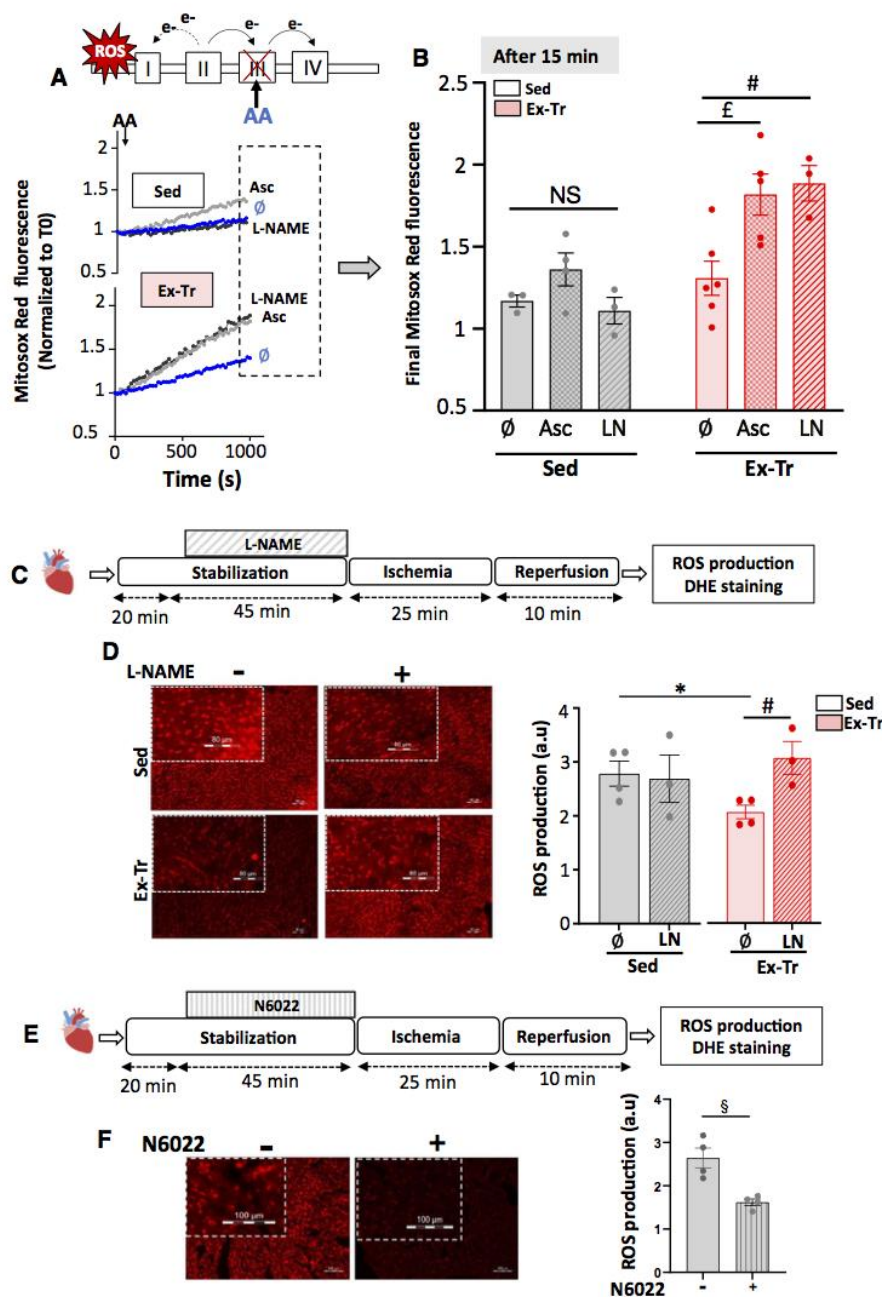 e-
e-
e-
e-
ROS
I
II
III
IV
A
AA
AA
2
1.5
1
0.5
Sed
Asc
Ø
L-NAME
Ex-Tr
2
1.5
1
0.5
L-NAME
Asc
Ø
0
500
1000
Time (s)
Mitosox Red fluorescence
(Normalized to T0)
B
After 15 min
Sed
Ex-Tr
Final Mitosox Red fluorescence
2.5
2
1.5
1
0.5
NS
#
£
Ø Asc LN
Ø Asc LN
Sed
Ex-Tr
C
L-NAME
Stabilization
Ischemia
Reperfusion
ROS production
DHE staining
20 min
45 min
25 min
10 min
D
L-NAME
-
+
Sed
Ex-Tr
80 µm
80 µm
80 µm
80 µm
Sed
Ex-Tr
ROS production (a.u)
4
3
2
1
0
*
#
Ø LN
Ø LN
Sed
Ex-Tr
E
N6022
Stabilization
Ischemia
Reperfusion
ROS production
DHE staining
20 min
45 min
25 min
10 min
F
N6022
-
+
100 µm
100 µm
ROS production (a.u)
4
3
2
1
0
§
N6022
-
+